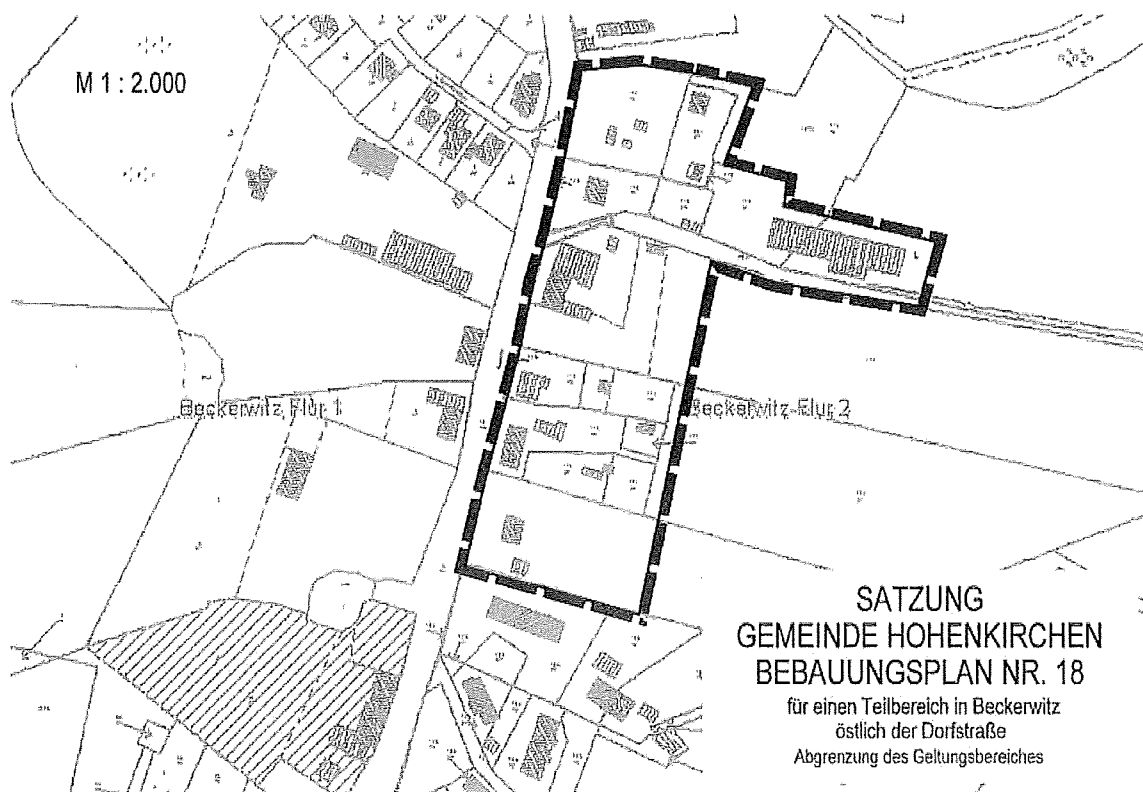 M 1 : 2.000
Beckerwitz Flur 1
Beckerwitz Flur 2
SATZUNG
GEMEINDE HOHENKIRCHEN
BEBAUUNGSPLAN NR. 18
für einen Teilbereich in Beckerwitz
östlich der Dorfstraße
Abgrenzung des Geltungsbereiches